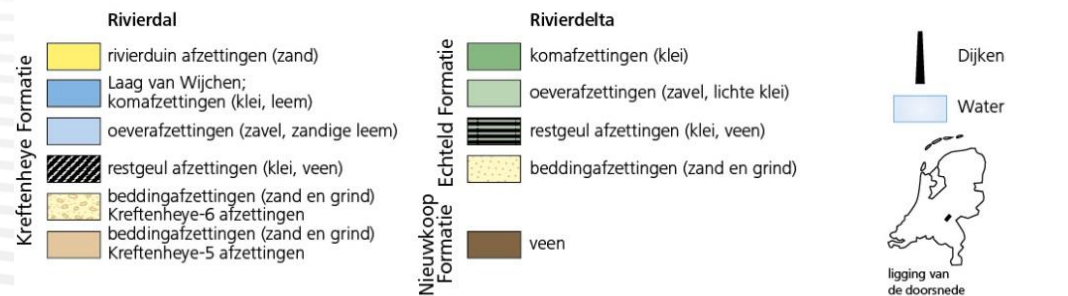 Rivierdal
Kreftenheye Formatie
rivierduin afzettingen (zand)
Laag van Wijchen;
komafzettingen (klei, leem)
oeverafzettingen (zavel, zandige leem)
restgeul afzettingen (klei, veen)
beddingafzettingen (zand en grind)
Kreftenheye-6 afzettingen
beddingafzettingen (zand en grind)
Kreftenheye-5 afzettingen
Rivierdelta
Echteld Formatie
komafzettingen (klei)
oeverafzettingen (zavel, lichte klei)
restgeul afzettingen (klei, veen)
beddingafzettingen (zand en grind)
Nieuwkoop
Formatie
veen
Dijken
Water
ligging van
de doorsnede